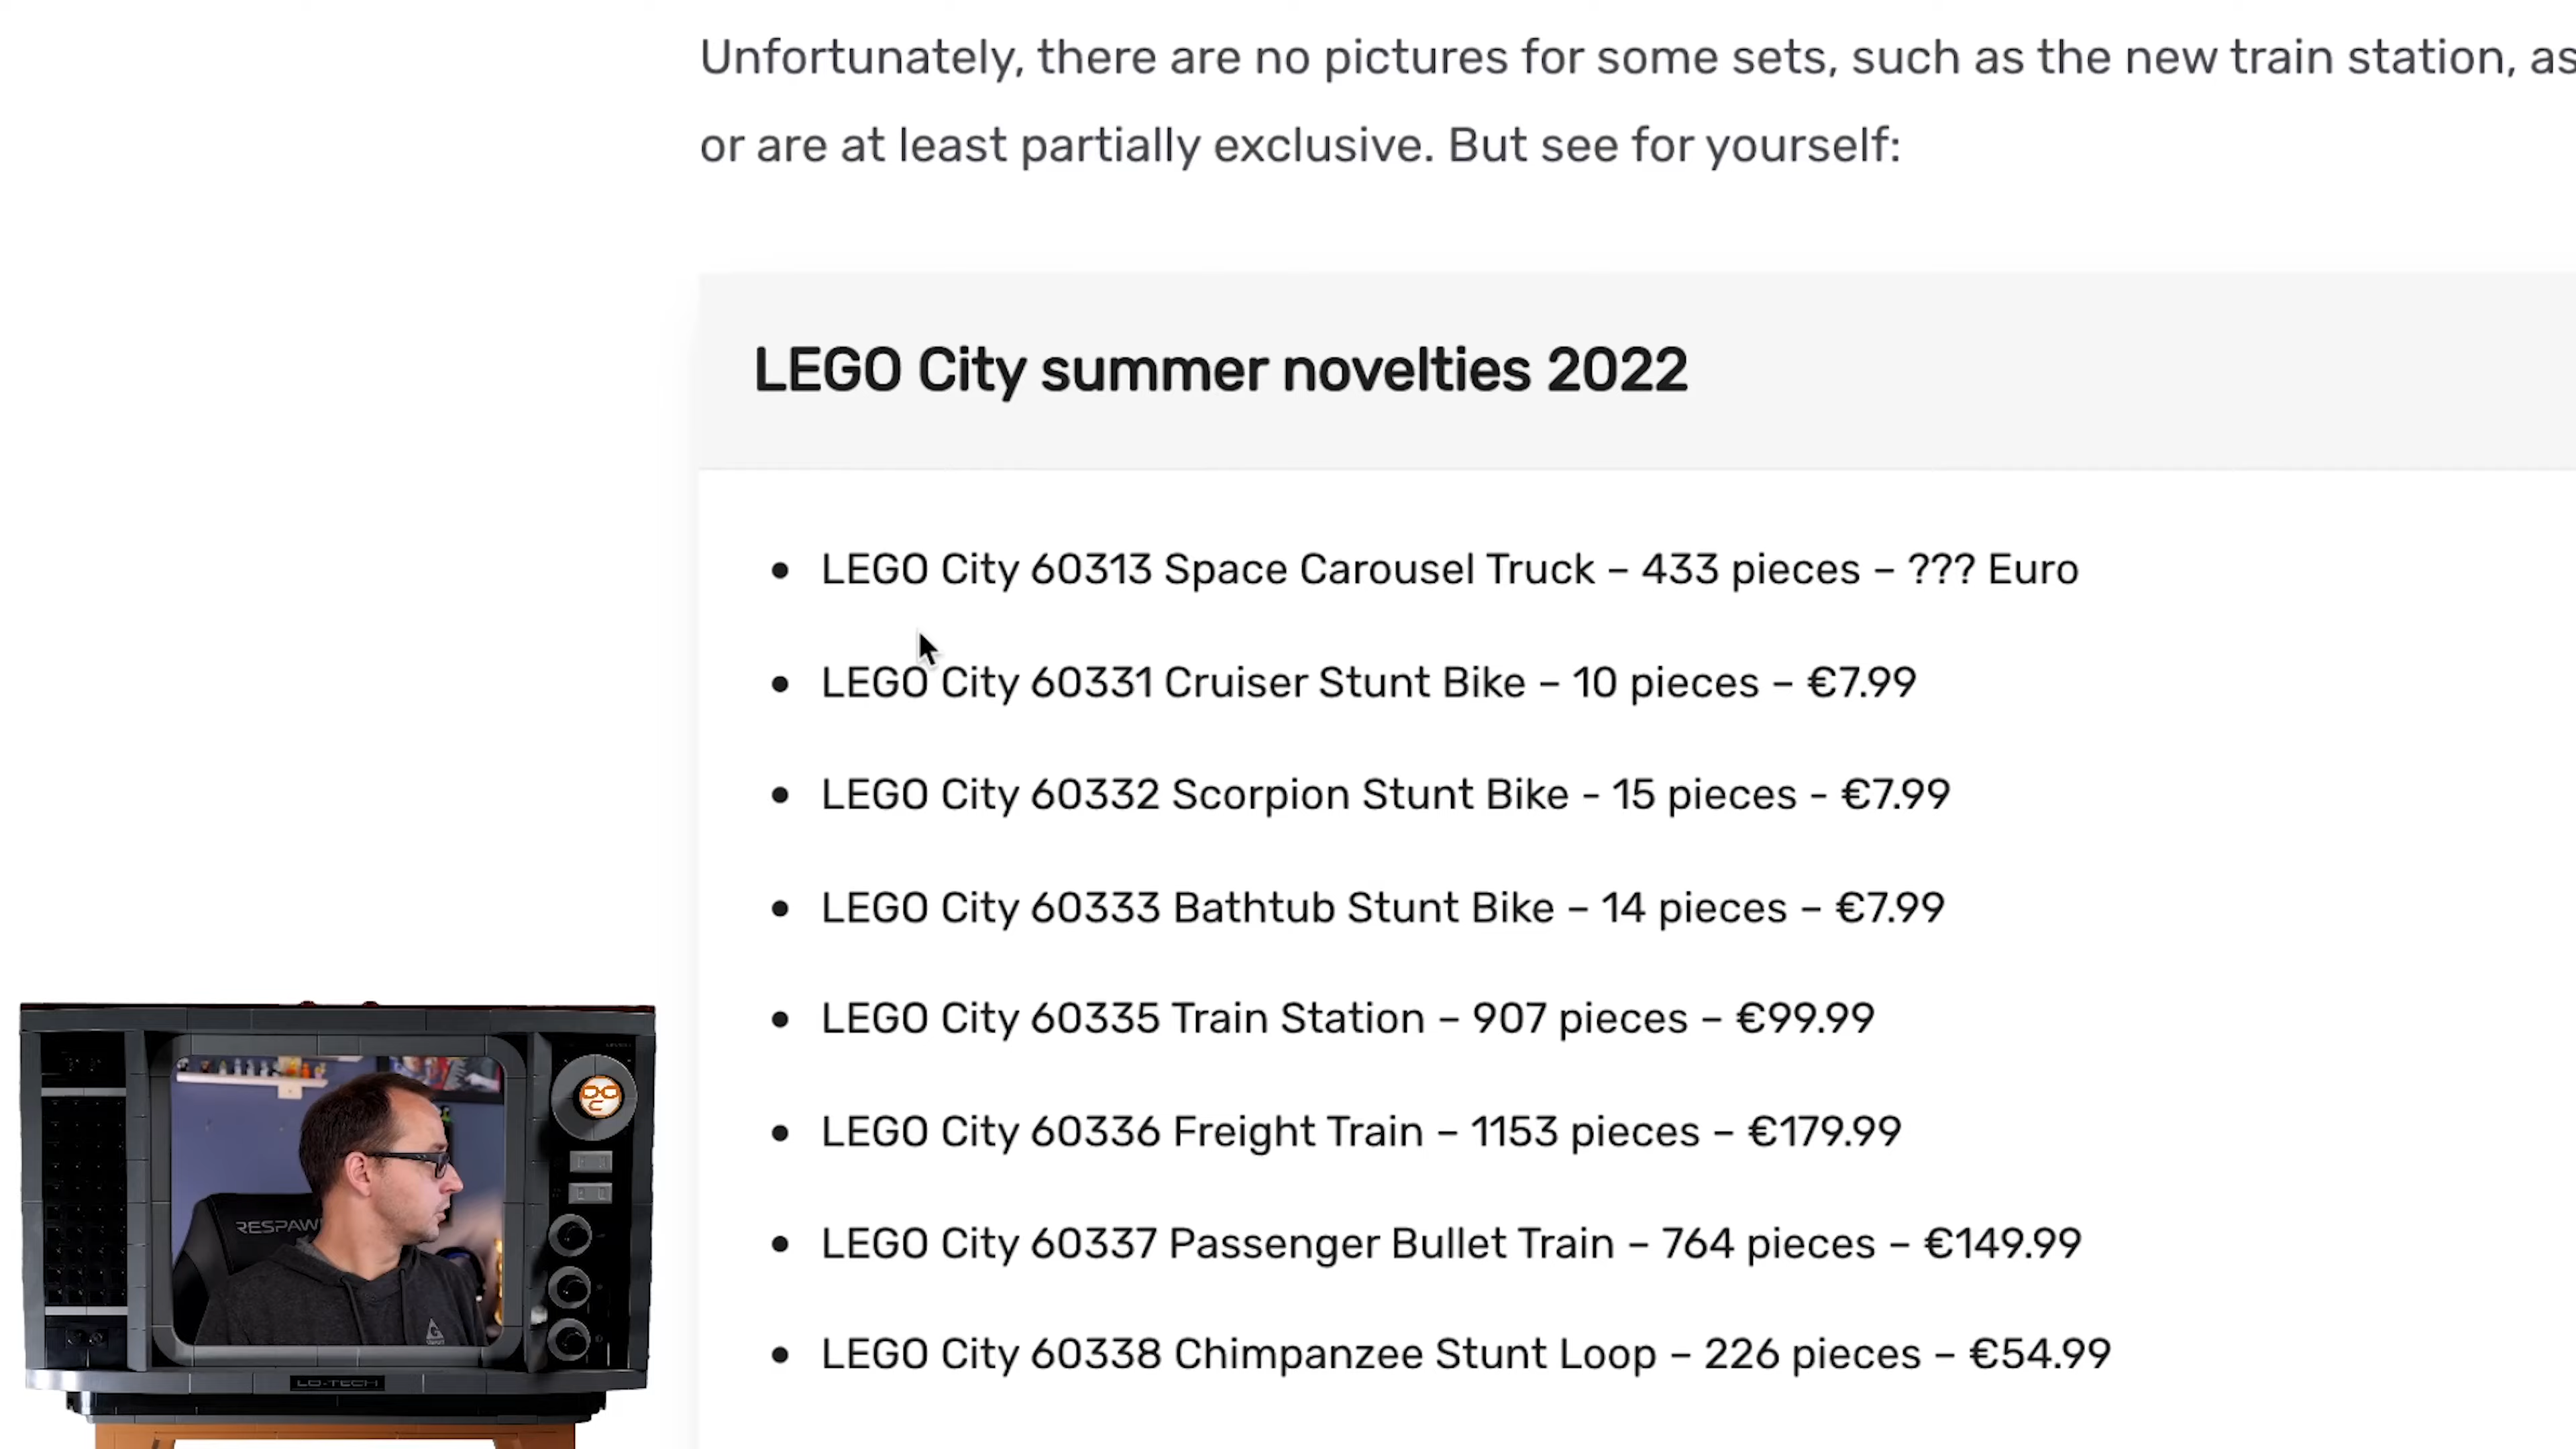 Unfortunately, there are no pictures for some sets, such as the new train station, as
or are at least partially exclusive. But see for yourself:
LEGO City summer novelties 2022
LEGO City 60313 Space Carousel Truck – 433 pieces – ??? Euro
LEGO City 60331 Cruiser Stunt Bike – 10 pieces – €7.99
LEGO City 60332 Scorpion Stunt Bike - 15 pieces - €7.99
LEGO City 60333 Bathtub Stunt Bike – 14 pieces – €7.99
LEGO City 60335 Train Station – 907 pieces – €99.99
LEGO City 60336 Freight Train – 1153 pieces – €179.99
LEGO City 60337 Passenger Bullet Train – 764 pieces – €149.99
LEGO City 60338 Chimpanzee Stunt Loop – 226 pieces – €54.99
RESPAW
LO-TECH